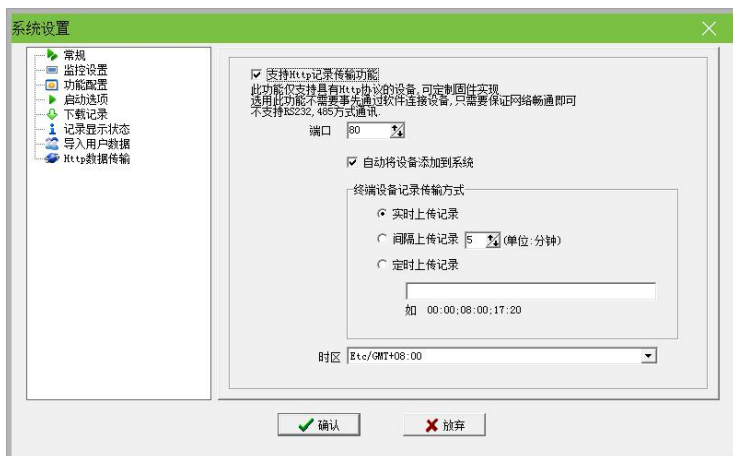 系统设置
常规
监控设置
功能配置
启动选项
下载记录
记录显示状态
导入用户数据
Http数据传输
支持Http记录传输功能
此功能仅支持具有Http协议的设备,可定制固件实现
选用此功能不需要事先通过软件连接设备,只需要保证网络畅通即可
不支持RS232,485方式通讯.
端口 80
自动将设备添加到系统
终端设备记录传输方式
实时上传记录
间隔上传记录 5 (单位:分钟)
定时上传记录
如 00:00;08:00;17:20
时区 Etc/GMT+08:00
确认 放弃